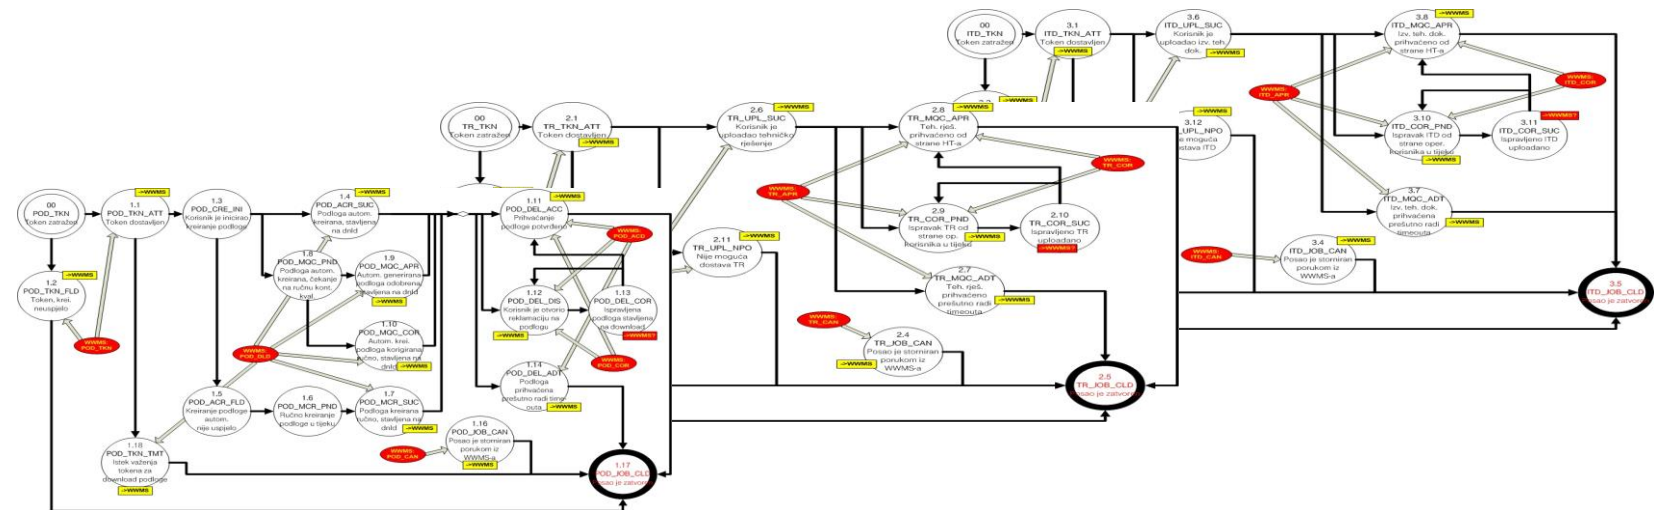 00
POD_TKN
Token zatražen
1.1
POD_TKN_ATT
Token dostavljen
->WWMS
1.2
POD_TKN_FLD
Token, krei.
neuspjelo
->WWMS
WWMS:
POD_TKN
1.3
POD_CRE_INI
Korisnik je inicirao
kreiranje podloge
1.4
POD_ACR_SUC
Podloga autom.
kreirana, stavljena
na dnld
->WWMS
1.8
POD_MQC_PND
Podloga autom.
kreirana, čekanje
na ručnu kont.
kval.
1.9
POD_MQC_APR
Autom. generirana
podloga odobrena
stavljena na dnld
->WWMS
1.10
POD_MQC_COR
Autom. krei.
podloga korigirana
ručno, stavljena na
dnld
->WWMS
WWMS:
POD_DLD
1.5
POD_ACR_FLD
Kreiranje podloge
autom.
nije uspjelo
1.6
POD_MCR_PND
Ručno kreiranje
podloge u tijeku
1.7
POD_MCR_SUC
Podloga kreirana
ručno, stavljena na
dnld
->WWMS
1.18
POD_TKN_TMT
Istek važenja
tokena za
download podloge
->WWMS
1.11
POD_DEL_ACC
Prihvaćanje
podloge potvrđeno
->WWMS
WWMS:
POD_ACD
1.12
POD_DEL_DIS
Korisnik je otvorio
reklamaciju na
podlogu
->WWMS
1.13
POD_DEL_COR
Ispravljena
podloga stavljena
na download
->WWMS?
WWMS:
POD_COR
1.14
POD_DEL_ADT
Podloga
prihvaćena
prešutno radi time-
outa
->WWMS
1.16
POD_JOB_CAN
Posao je storniran
porukom iz
WWMS-a
->WWMS
WWMS:
POD_CAN
1.17
POD_JOB_CLD
Posao je zatvoren
00
TR_TKN
Token zatražen
2.1
TR_TKN_ATT
Token dostavljen
->WWMS
2.6
TR_UPL_SUC
Korisnik je
uploadao tehničko
rješenje
->WWMS
2.8
TR_MQC_APR
Teh. rješ.
prihvaćeno od
strane HT-a
->WWMS
WWMS:
TR_APR
WWMS:
TR_COR
2.9
TR_COR_PND
Ispravak TR od
strane op.
korisnika u tijeku
->WWMS
2.10
TR_COR_SUC
Ispravljeno TR
uploadano
->WWMS?
2.11
TR_UPL_NPO
Nije moguća
dostava TR
->WWMS
2.7
TR_MQC_ADT
Teh. rješ.
prihvaćeno
prešutno radi
timeouta
->WWMS
WWMS:
TR_CAN
2.4
TR_JOB_CAN
Posao je storniran
porukom iz
WWMS-a
->WWMS
2.5
TR_JOB_CLD
Posao je zatvoren
00
ITD_TKN
Token zatražen
3.1
ITD_TKN_ATT
Token dostavljen
->WWMS
->WWMS
3.6
ITD_UPL_SUC
Korisnik je
uploadao izv. teh.
dok.
->WWMS
3.8
ITD_MQC_APR
Izv. teh. dok.
prihvaćeno od
strane HT-a
->WWMS
WWMS:
ITD_APR
WWMS:
ITD_COR
3.10
ITD_COR_PND
Ispravak ITD od
strane oper.
korisnika u tijeku
->WWMS
->WWMS?
3.11
ITD_COR_SUC
Ispravljeno ITD
uploadano
->WWMS
3.12
_UPL_NPO
je moguća
ostava ITD
3.7
ITD_MQC_ADT
Izv. teh. dok.
prihvaćena
prešutno radi
timeouta
->WWMS
WWMS:
ITD_CAN
3.4
ITD_JOB_CAN
Posao je storniran
porukom iz
WWMS-a
->WWMS
3.5
ITD_JOB_CLD
Posao je zatvoren